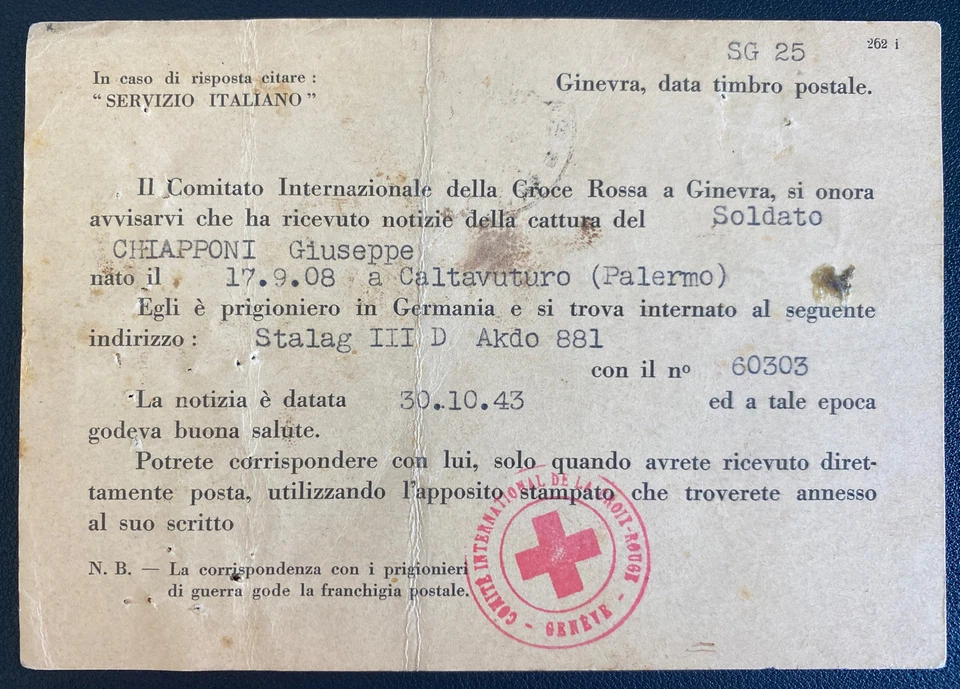 SG 25
262 i
In caso di risposta citare :
“ SERVIZIO ITALIANO ”
Ginevra, data timbro postale.
Il Comitato Internazionale della Croce Rossa a Ginevra, si onora
avvisarvi che ha ricevuto notizie della cattura del Soldato
CHIAPPONI Giuseppe
nato il 17.9.08 a Caltavuturo (Palermo)
Egli è prigioniero in Germania e si trova internato al seguente
indirizzo : Stalag III D Akdo 881
con il nº 60303
La notizia è datata 30.10.43 ed a tale epoca
godeva buona salute.
Potrete corrispondere con lui, solo quando avrete ricevuto diret-
tamente posta, utilizzando l'apposito stampato che troverete annesso
al suo scritto
N. B. — La corrispondenza con i prigionieri
di guerra gode la franchigia postale.
COMITÉ INTERNATIONAL DE LA CROIX-ROUGE
- GENÈVE -